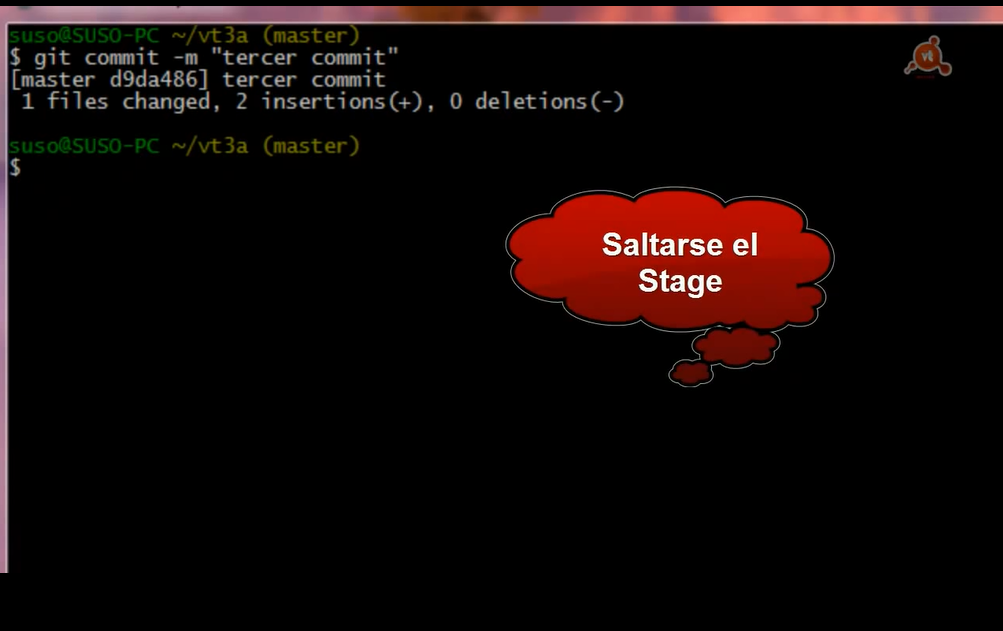 suso@SUSO-PC ~/vt3a (master)
$ git commit -m "tercer commit"
[master d9da486] tercer commit
 1 files changed, 2 insertions(+), 0 deletions(-)
suso@SUSO-PC ~/vt3a (master)
$
Saltarse el
Stage
vt